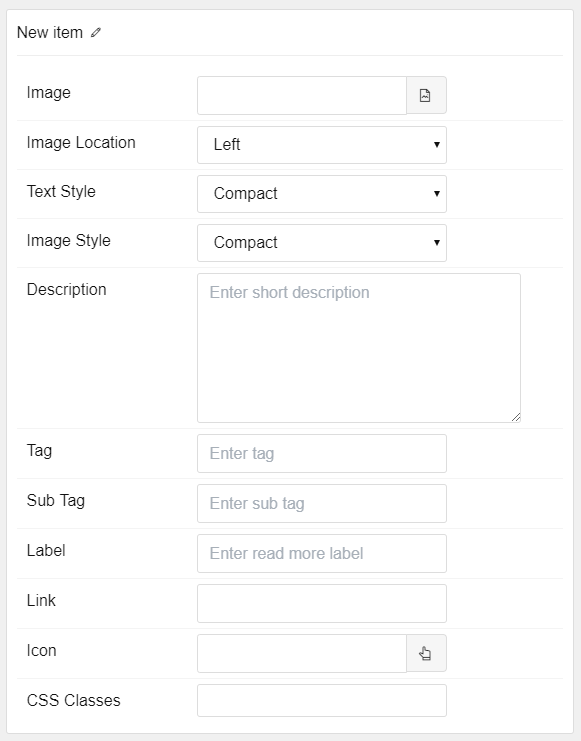 New item
Image
Image Location
Left
Text Style
Compact
Image Style
Compact
Description
Enter short description
Tag
Enter tag
Sub Tag
Enter sub tag
Label
Enter read more label
Link
Icon
CSS Classes